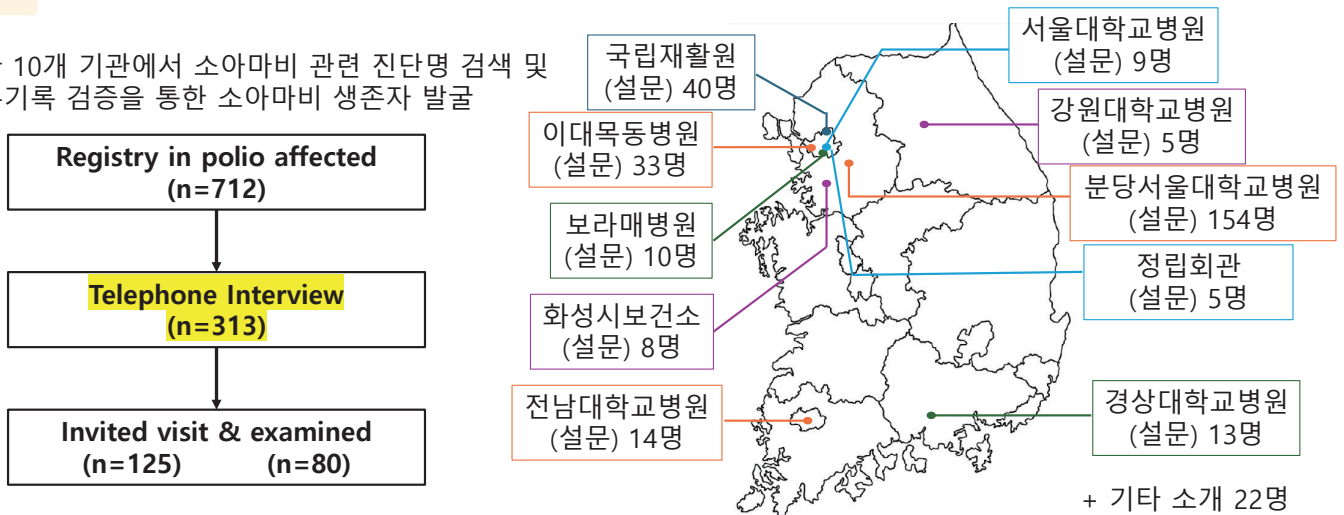 10개 기관에서 소아마비 관련 진단명 검색 및
기록 검증을 통한 소아마비 생존자 발굴
Registry in polio affected
(n=712)
Telephone Interview
(n=313)
Invited visit & examined
(n=125) (n=80)
국립재활원
(설문) 40명
이대목동병원
(설문) 33명
보라매병원
(설문) 10명
화성시보건소
(설문) 8명
전남대학교병원
(설문) 14명
서울대학교병원
(설문) 9명
강원대학교병원
(설문) 5명
분당서울대학교병원
(설문) 154명
정립회관
(설문) 5명
경상대학교병원
(설문) 13명
+ 기타 소개 22명